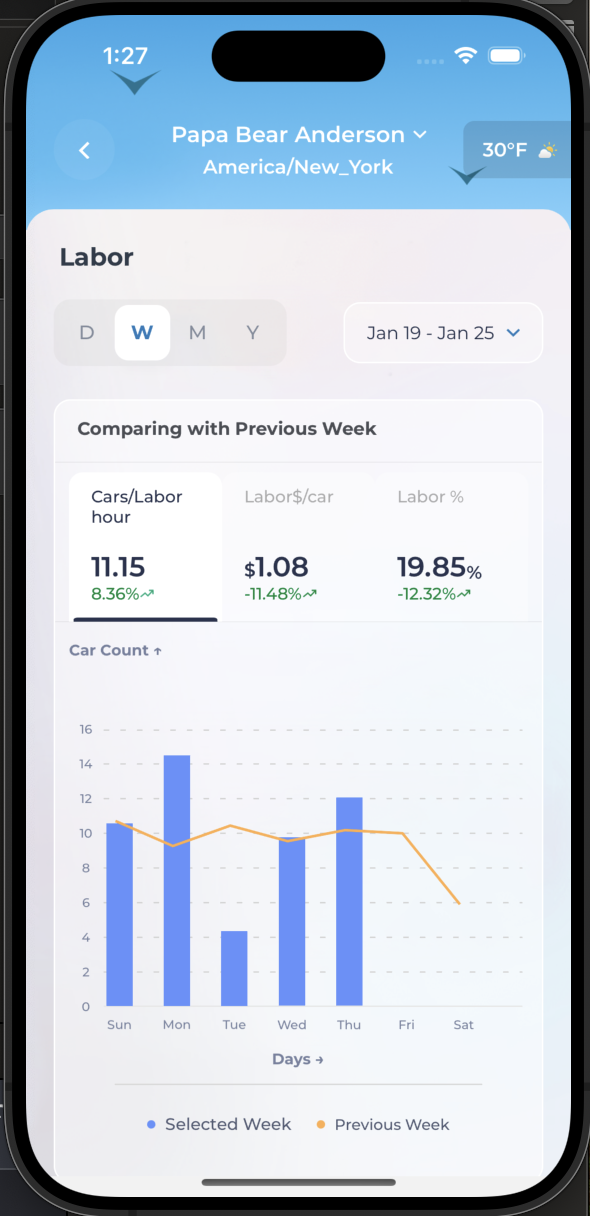 1:27
Papa Bear Anderson
America/New_York
30°F
Labor
D W M Y
Jan 19 - Jan 25
Comparing with Previous Week
Cars/Labor hour
11.15
8.36%
Labor$/car
$1.08
-11.48%
Labor %
19.85%
-12.32%
Car Count ↑
16
14
12
10
8
6
4
2
0
Sun Mon Tue Wed Thu Fri Sat
Days →
Selected Week Previous Week